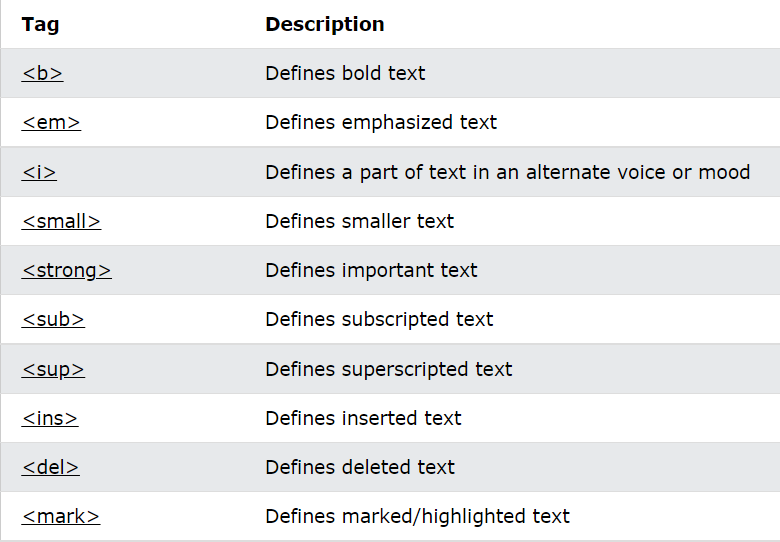 Tag Description
<b> Defines bold text
<em> Defines emphasized text
<i> Defines a part of text in an alternate voice or mood
<small> Defines smaller text
<strong> Defines important text
<sub> Defines subscripted text
<sup> Defines superscripted text
<ins> Defines inserted text
<del> Defines deleted text
<mark> Defines marked/highlighted text